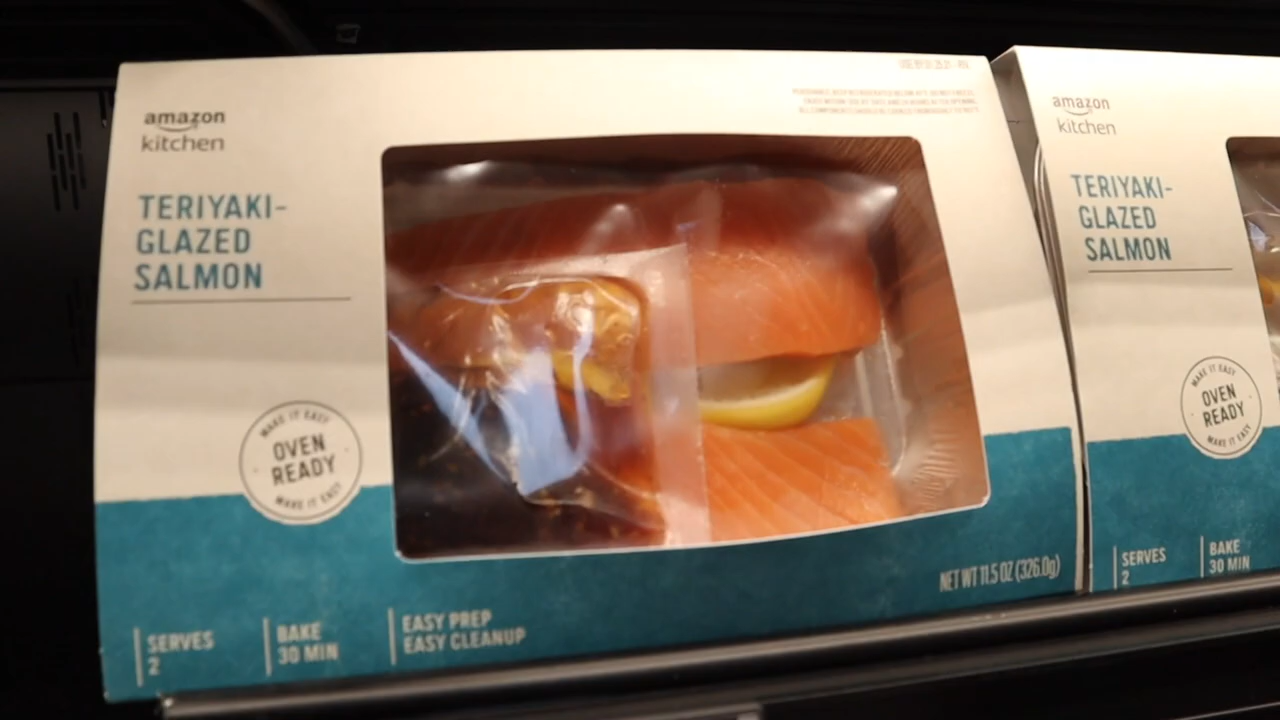 amazon
kitchen
TERIYAKI-
GLAZED
SALMON
MAKE IT EASY
OVEN
READY
MAKE IT EASY
SERVES
2
BAKE
30 MIN
EASY PREP
EASY CLEANUP
NET WT 11.5 OZ (326.0g)
amazon
kitchen
TERIYAKI-
GLAZED
SALMON
MAKE IT EASY
OVEN
READY
MAKE IT EASY
SERVES
2
BAKE
30 MIN